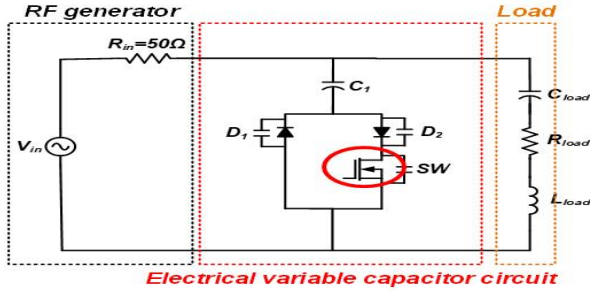 RF generator
Load
Rin=50Ω
C1
Cload
D1
D2
Vin
Rload
SW
Lload
Electrical variable capacitor circuit